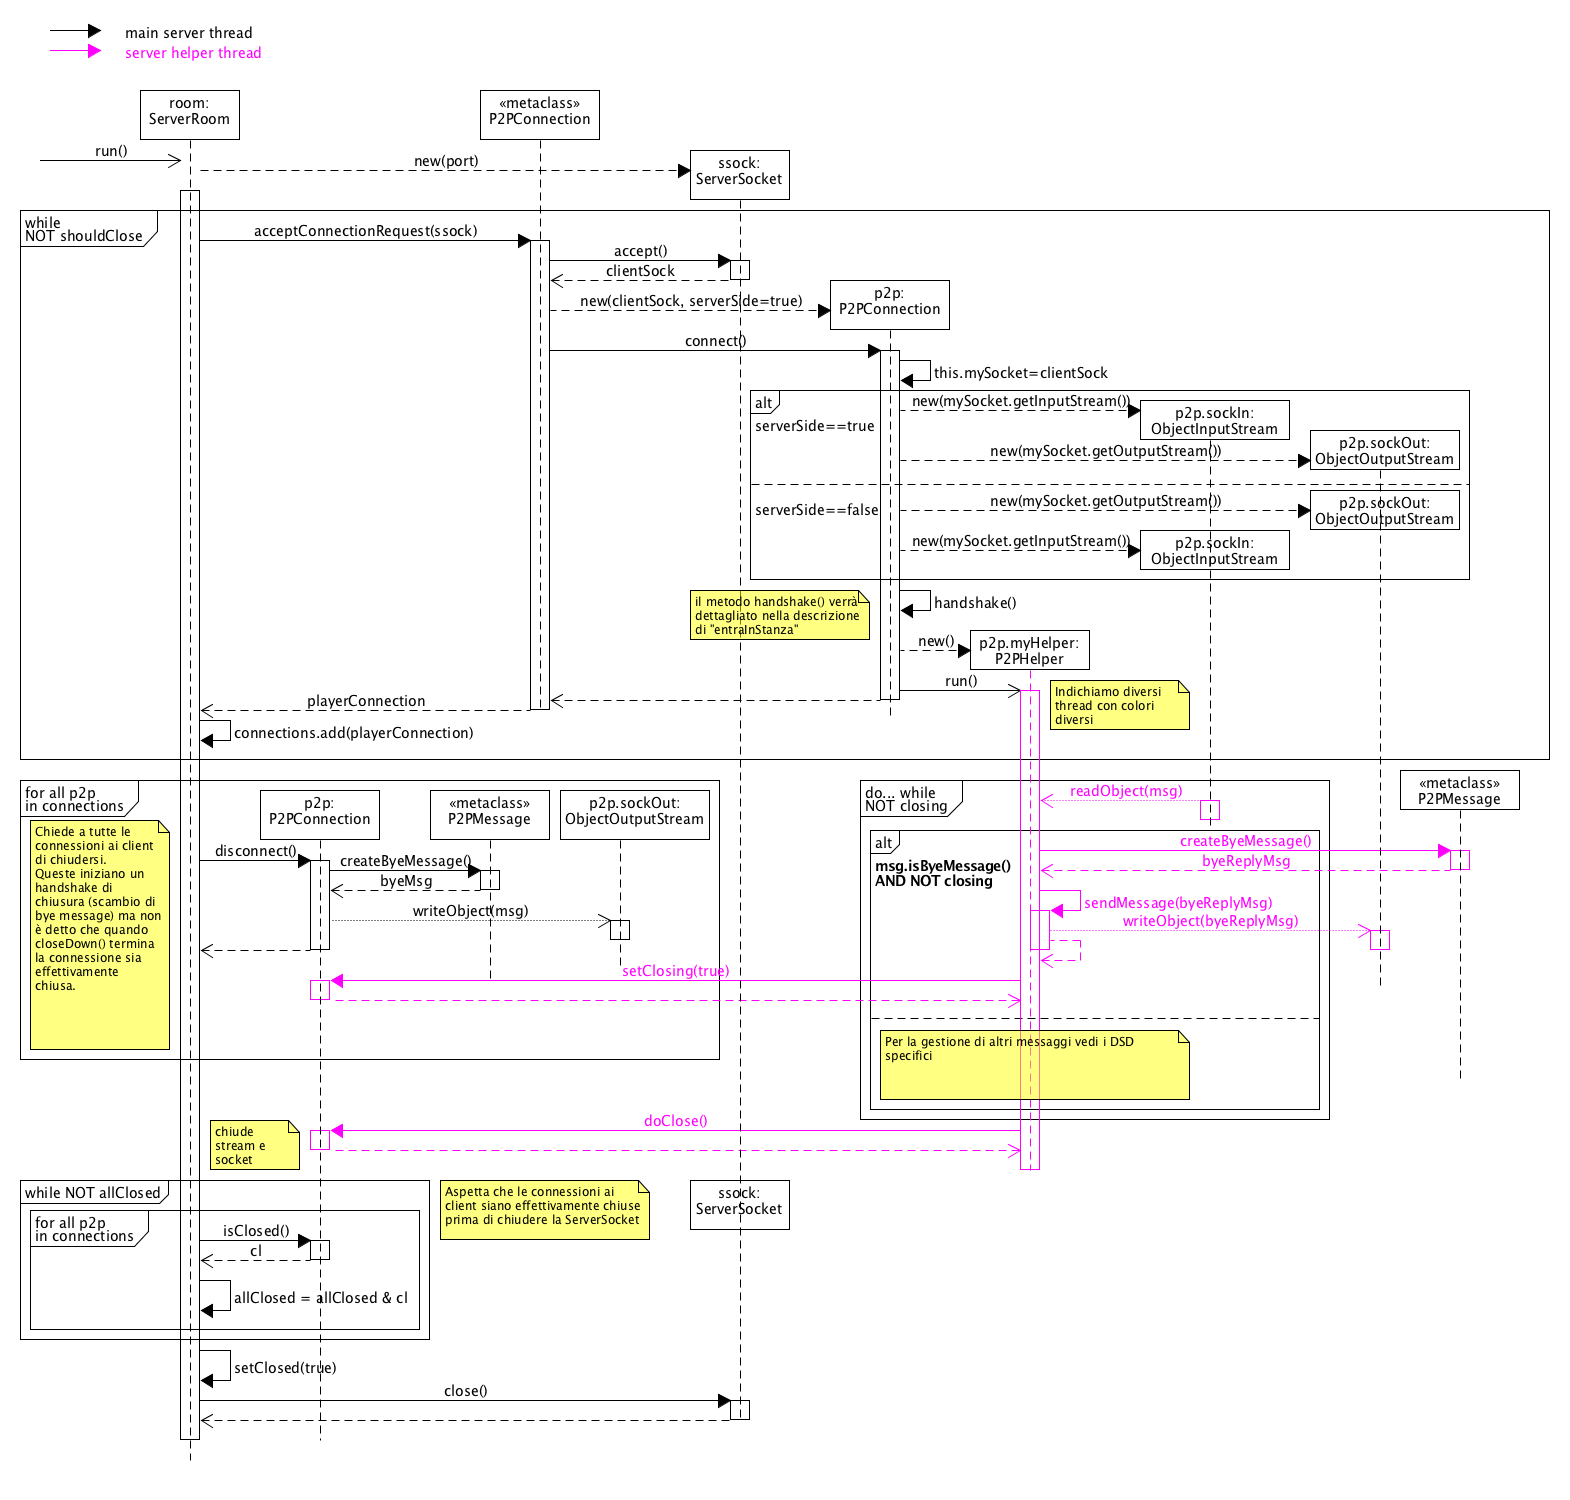 main server thread
server helper thread
room:
ServerRoom
«metaclass»
P2PConnection
run()
new(port)
ssock:
ServerSocket
while
NOT shouldClose
acceptConnectionRequest(ssock)
accept()
clientSock
new(clientSock, serverSide=true)
p2p:
P2PConnection
connect()
this.mySocket=clientSock
alt
serverSide==true
new(mySocket.getInputStream())
p2p.sockIn:
ObjectInputStream
new(mySocket.getOutputStream())
p2p.sockOut:
ObjectOutputStream
serverSide==false
new(mySocket.getOutputStream())
p2p.sockOut:
ObjectOutputStream
new(mySocket.getInputStream())
p2p.sockIn:
ObjectInputStream
il metodo handshake() verrà
dettagliato nella descrizione
di "entraInStanza"
handshake()
new()
p2p.myHelper:
P2PHelper
run()
Indichiamo diversi
thread con colori
diversi
playerConnection
connections.add(playerConnection)
for all p2p
in connections
Chiede a tutte le
connessioni ai client
di chiudersi.
Queste iniziano un
handshake di
chiusura (scambio di
bye message) ma non
è detto che quando
closeDown() termina
la connessione sia
effettivamente
chiusa.
p2p:
P2PConnection
«metaclass»
P2PMessage
p2p.sockOut:
ObjectOutputStream
disconnect()
createByeMessage()
byeMsg
writeObject(msg)
do... while
NOT closing
readObject(msg)
«metaclass»
P2PMessage
alt
msg.isByeMessage()
AND NOT closing
createByeMessage()
byeReplyMsg
sendMessage(byeReplyMsg)
writeObject(byeReplyMsg)
setClosing(true)
Per la gestione di altri messaggi vedi i DSD
specifici
chiude
stream e
socket
doClose()
while NOT allClosed
for all p2p
in connections
isClosed()
cl
allClosed = allClosed & cl
Aspetta che le connessioni ai
client siano effettivamente chiuse
prima di chiudere la ServerSocket
ssock:
ServerSocket
setClosed(true)
close()